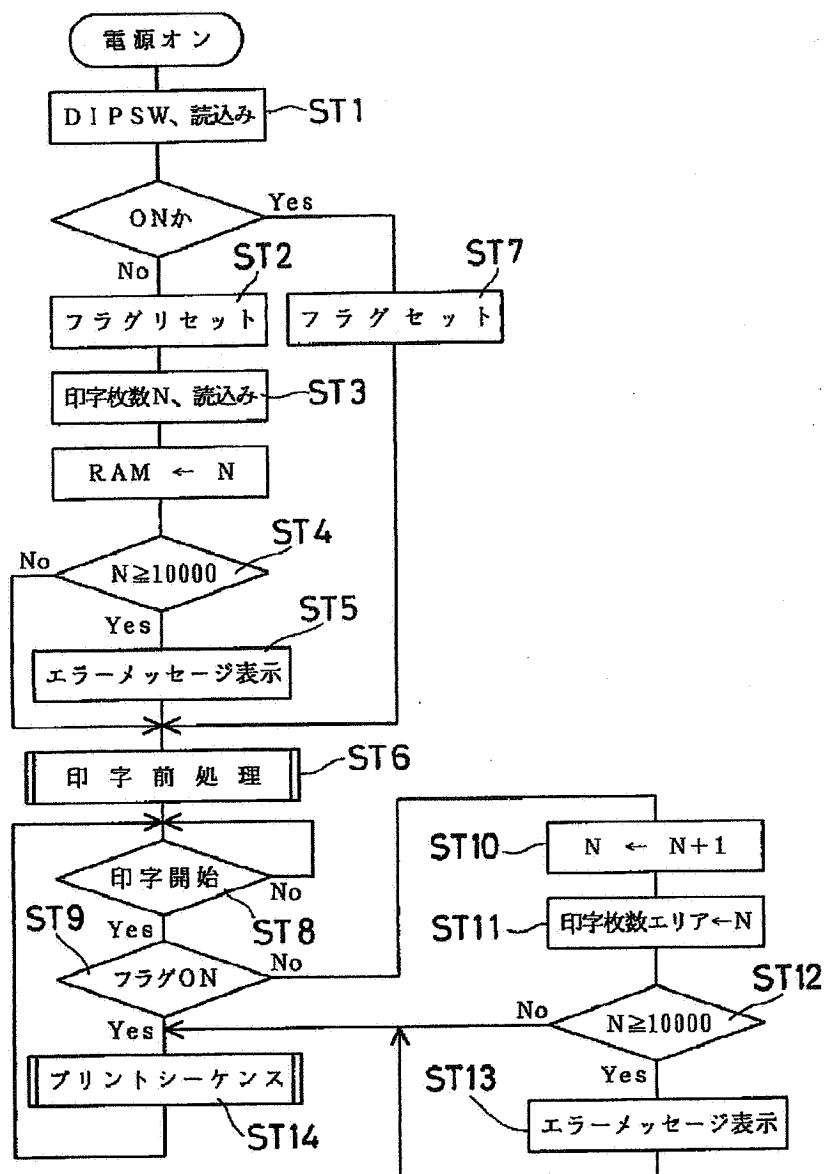 電源オン
DIPSW、読込み
ST1
ONか
Yes
No
ST2
ST7
フラグリセット
フラグセット
印字枚数N、読込み
ST3
RAM ← N
ST4
No
N≧10000
Yes
ST5
エラーメッセージ表示
印字前処理
ST6
印字開始
No
ST8
Yes
ST9
フラグON
No
Yes
プリントシーケンス
ST14
ST10
N ← N+1
ST11
印字枚数エリア←N
ST12
No
N≧10000
Yes
ST13
エラーメッセージ表示